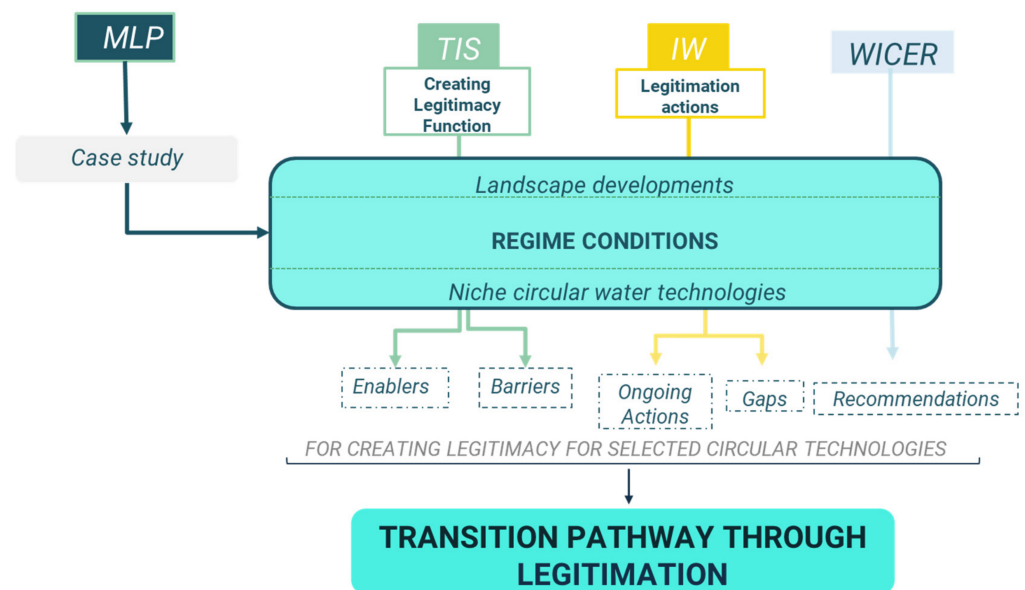 MLP
TIS
IW
WICER
Creating
Legitimacy
Function
Legitimation
actions
Case study
Landscape developments
REGIME CONDITIONS
Niche circular water technologies
Enablers
Barriers
Ongoing
Actions
Gaps
Recommendations
FOR CREATING LEGITIMACY FOR SELECTED CIRCULAR TECHNOLOGIES
TRANSITION PATHWAY THROUGH
LEGITIMATION